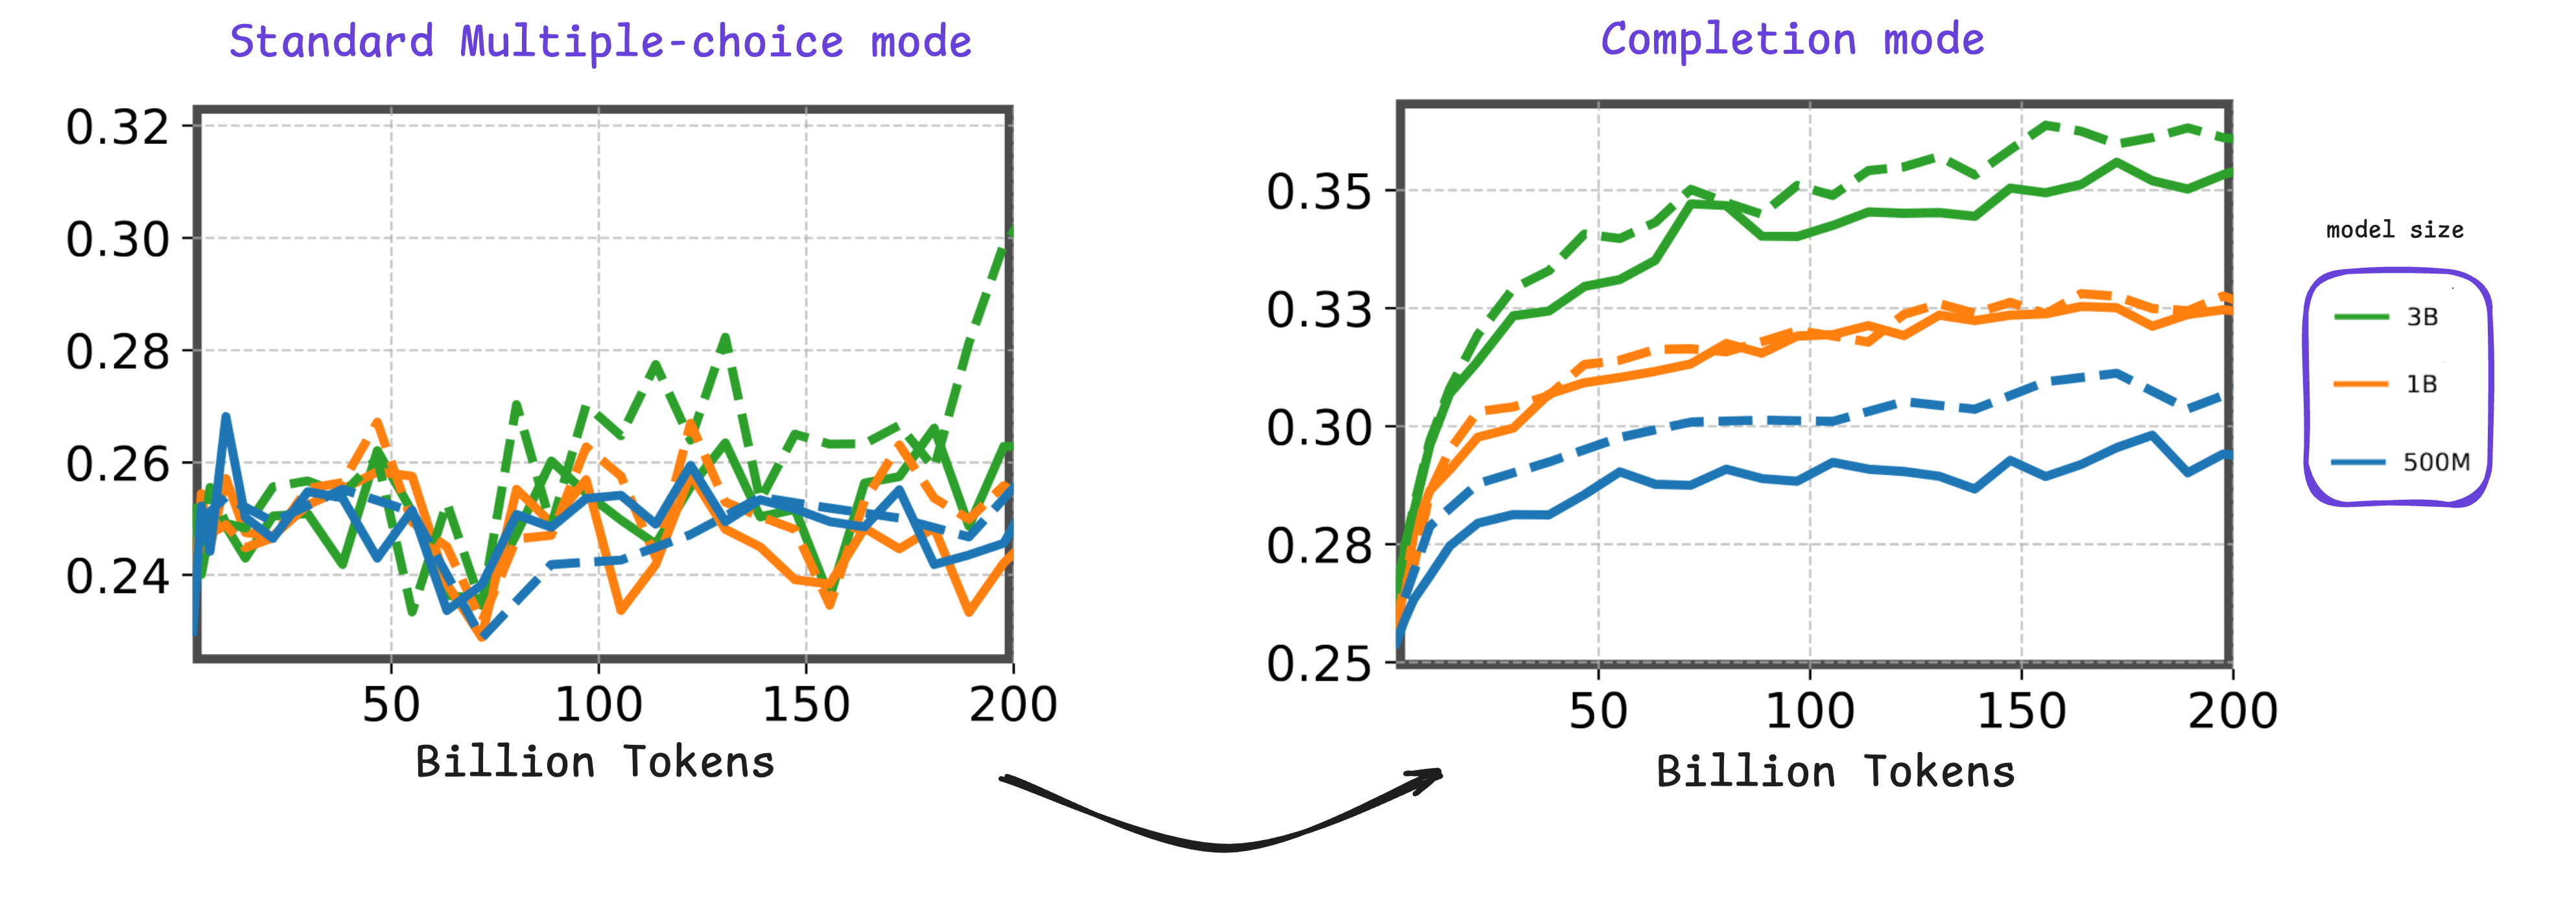 Standard Multiple-choice mode
0.32
0.30
0.28
0.26
0.24
50 100 150 200
Billion Tokens
Completion mode
0.35
0.33
0.30
0.28
0.25
50 100 150 200
Billion Tokens
model size
3B
1B
500M